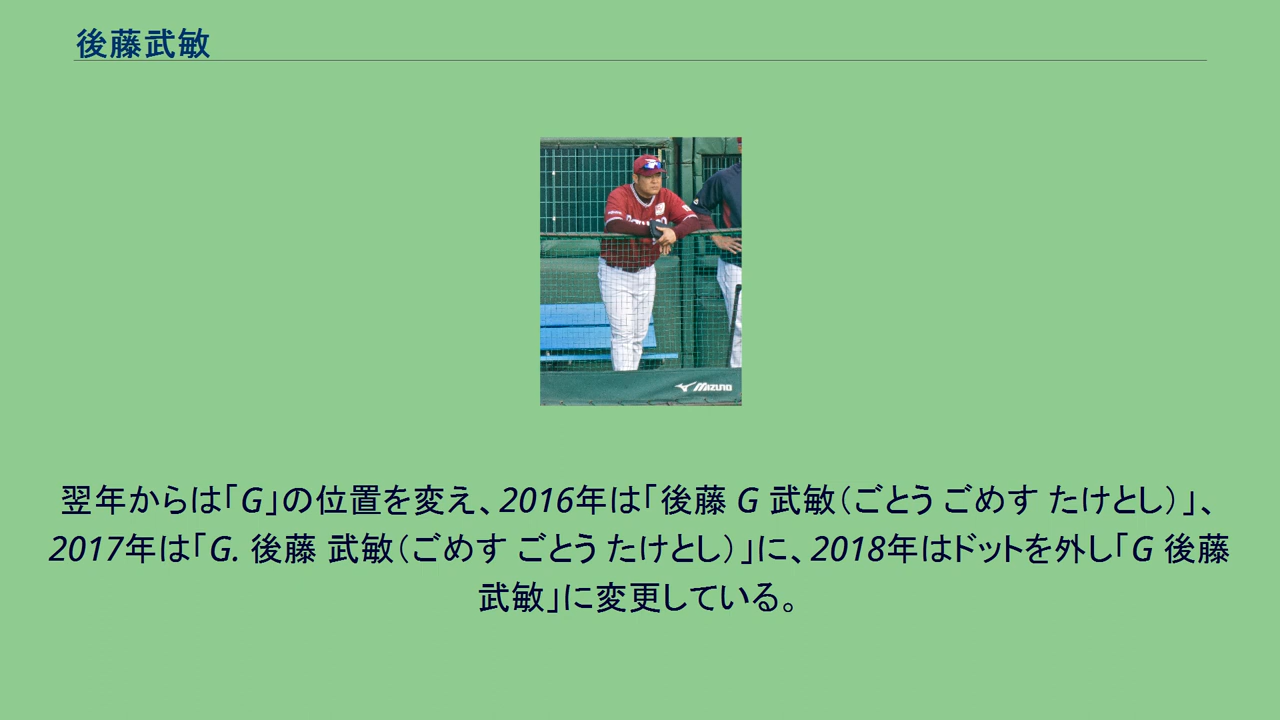 後藤武敏
MIZUNO
翌年からは「G」の位置を変え、2016年は「後藤 G 武敏（ごとう ごめす たけとし）」、
2017年は「G. 後藤 武敏（ごめす ごとう たけとし）」に、2018年はドットを外し「G 後藤
武敏」に変更している。